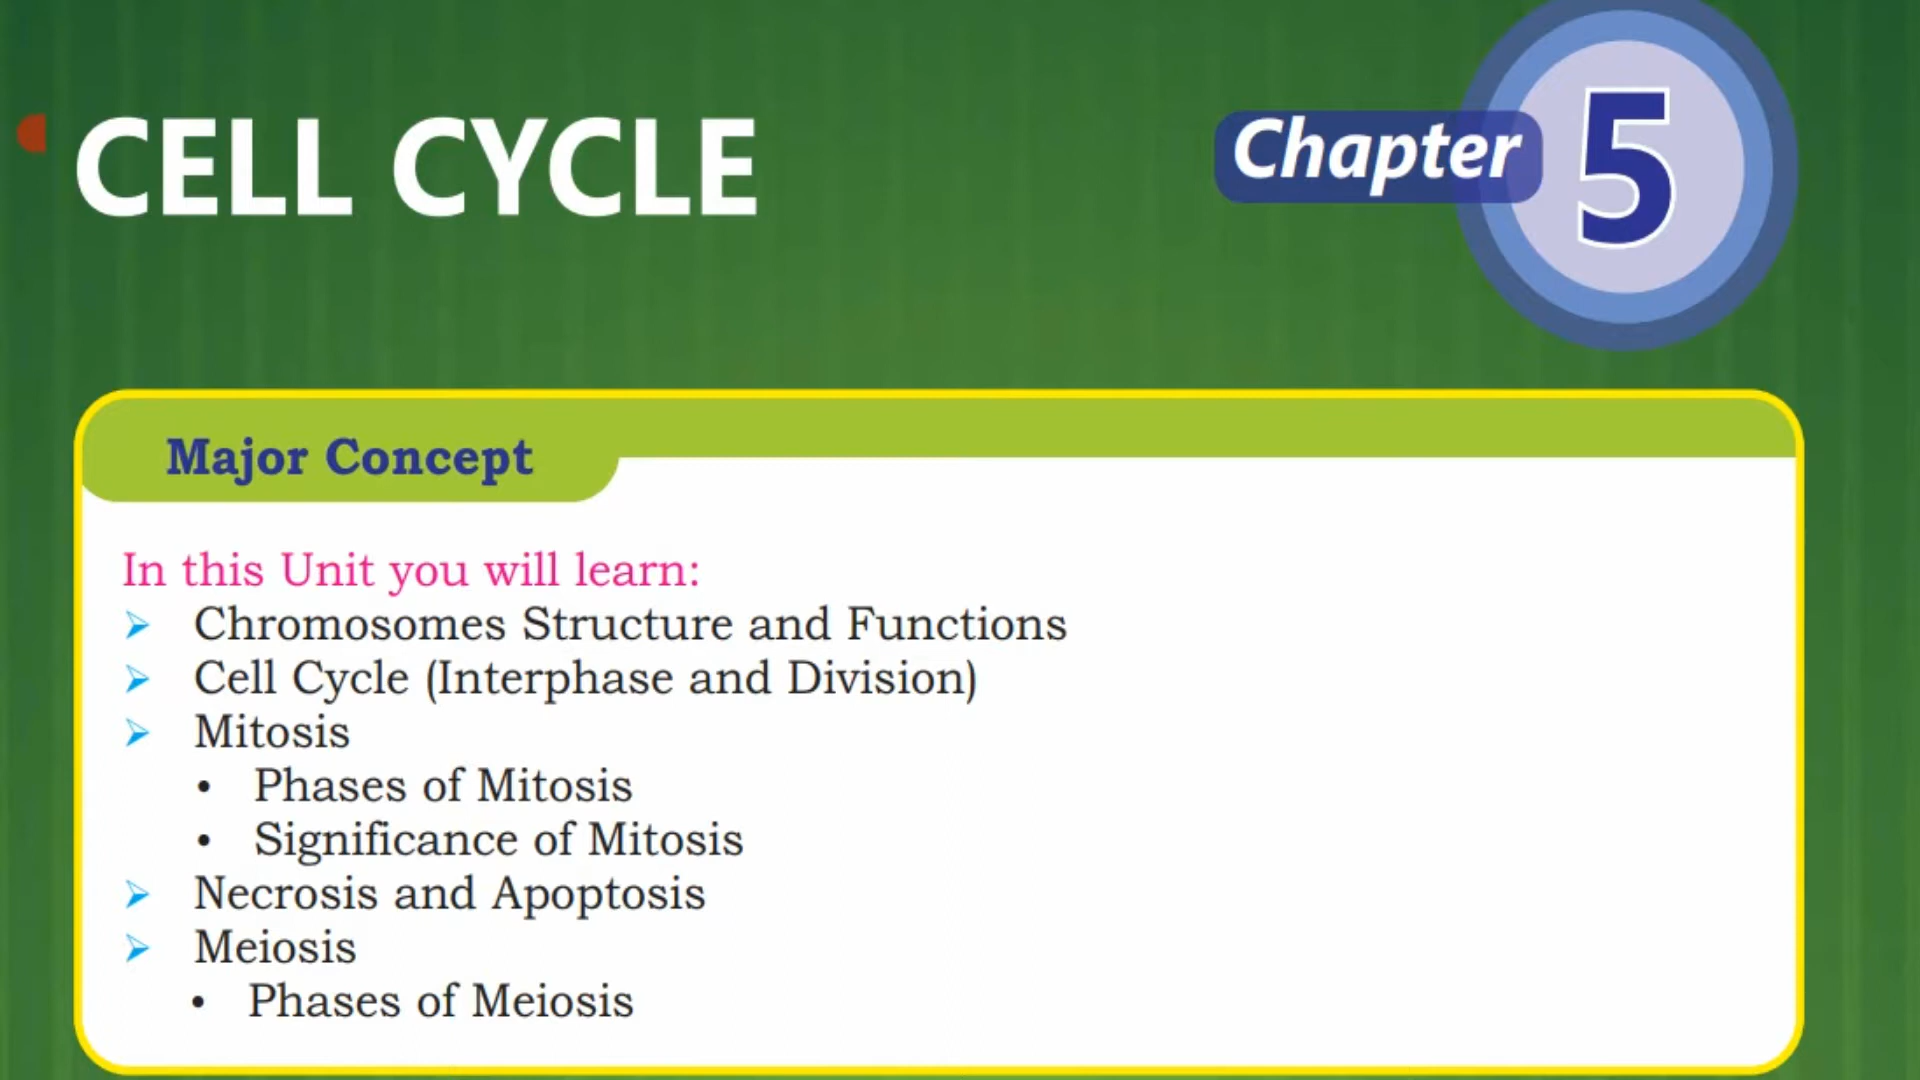 CELL CYCLE
Chapter 5
Major Concept
In this Unit you will learn:
➢ Chromosomes Structure and Functions
➢ Cell Cycle (Interphase and Division)
➢ Mitosis
• Phases of Mitosis
• Significance of Mitosis
➢ Necrosis and Apoptosis
➢ Meiosis
• Phases of Meiosis